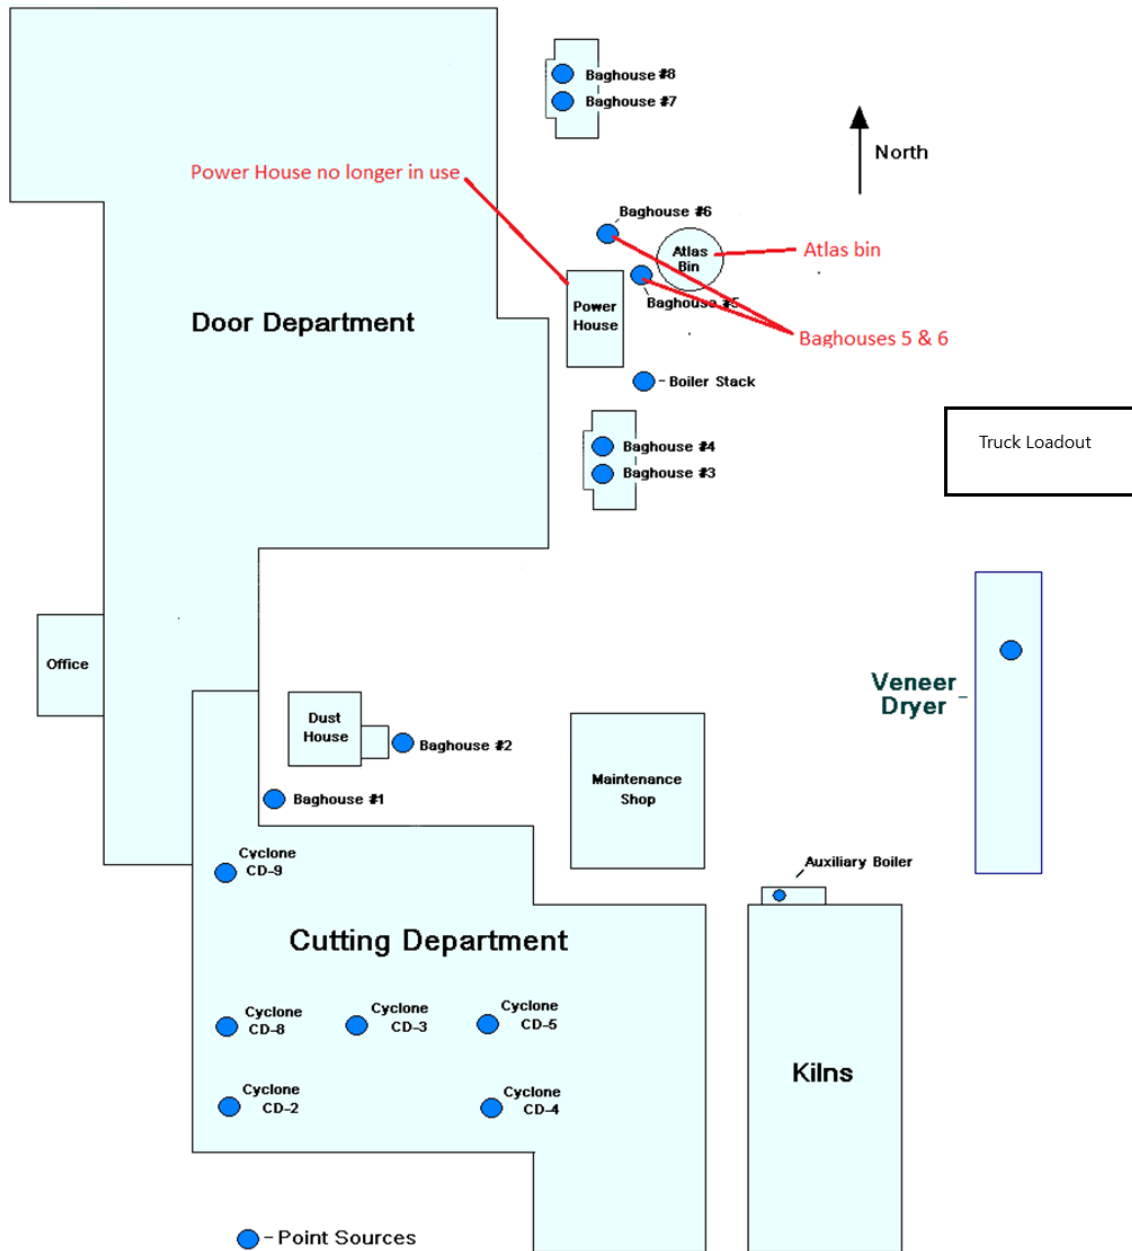 Baghouse #8
Baghouse #7
North
Power House no longer in use
Baghouse #6
Atlas
Bin
Atlas bin
Baghouse #5
Power
House
Baghouses 5 & 6
Door Department
- Boiler Stack
Truck Loadout
Baghouse #4
Baghouse #3
Office
Veneer
Dryer
Dust
House
Baghouse #2
Maintenance
Shop
Baghouse #1
Cyclone
CD-9
Auxiliary Boiler
Cutting Department
Cyclone
CD-8
Cyclone
CD-3
Cyclone
CD-5
Kilns
Cyclone
CD-2
Cyclone
CD-4
- Point Sources